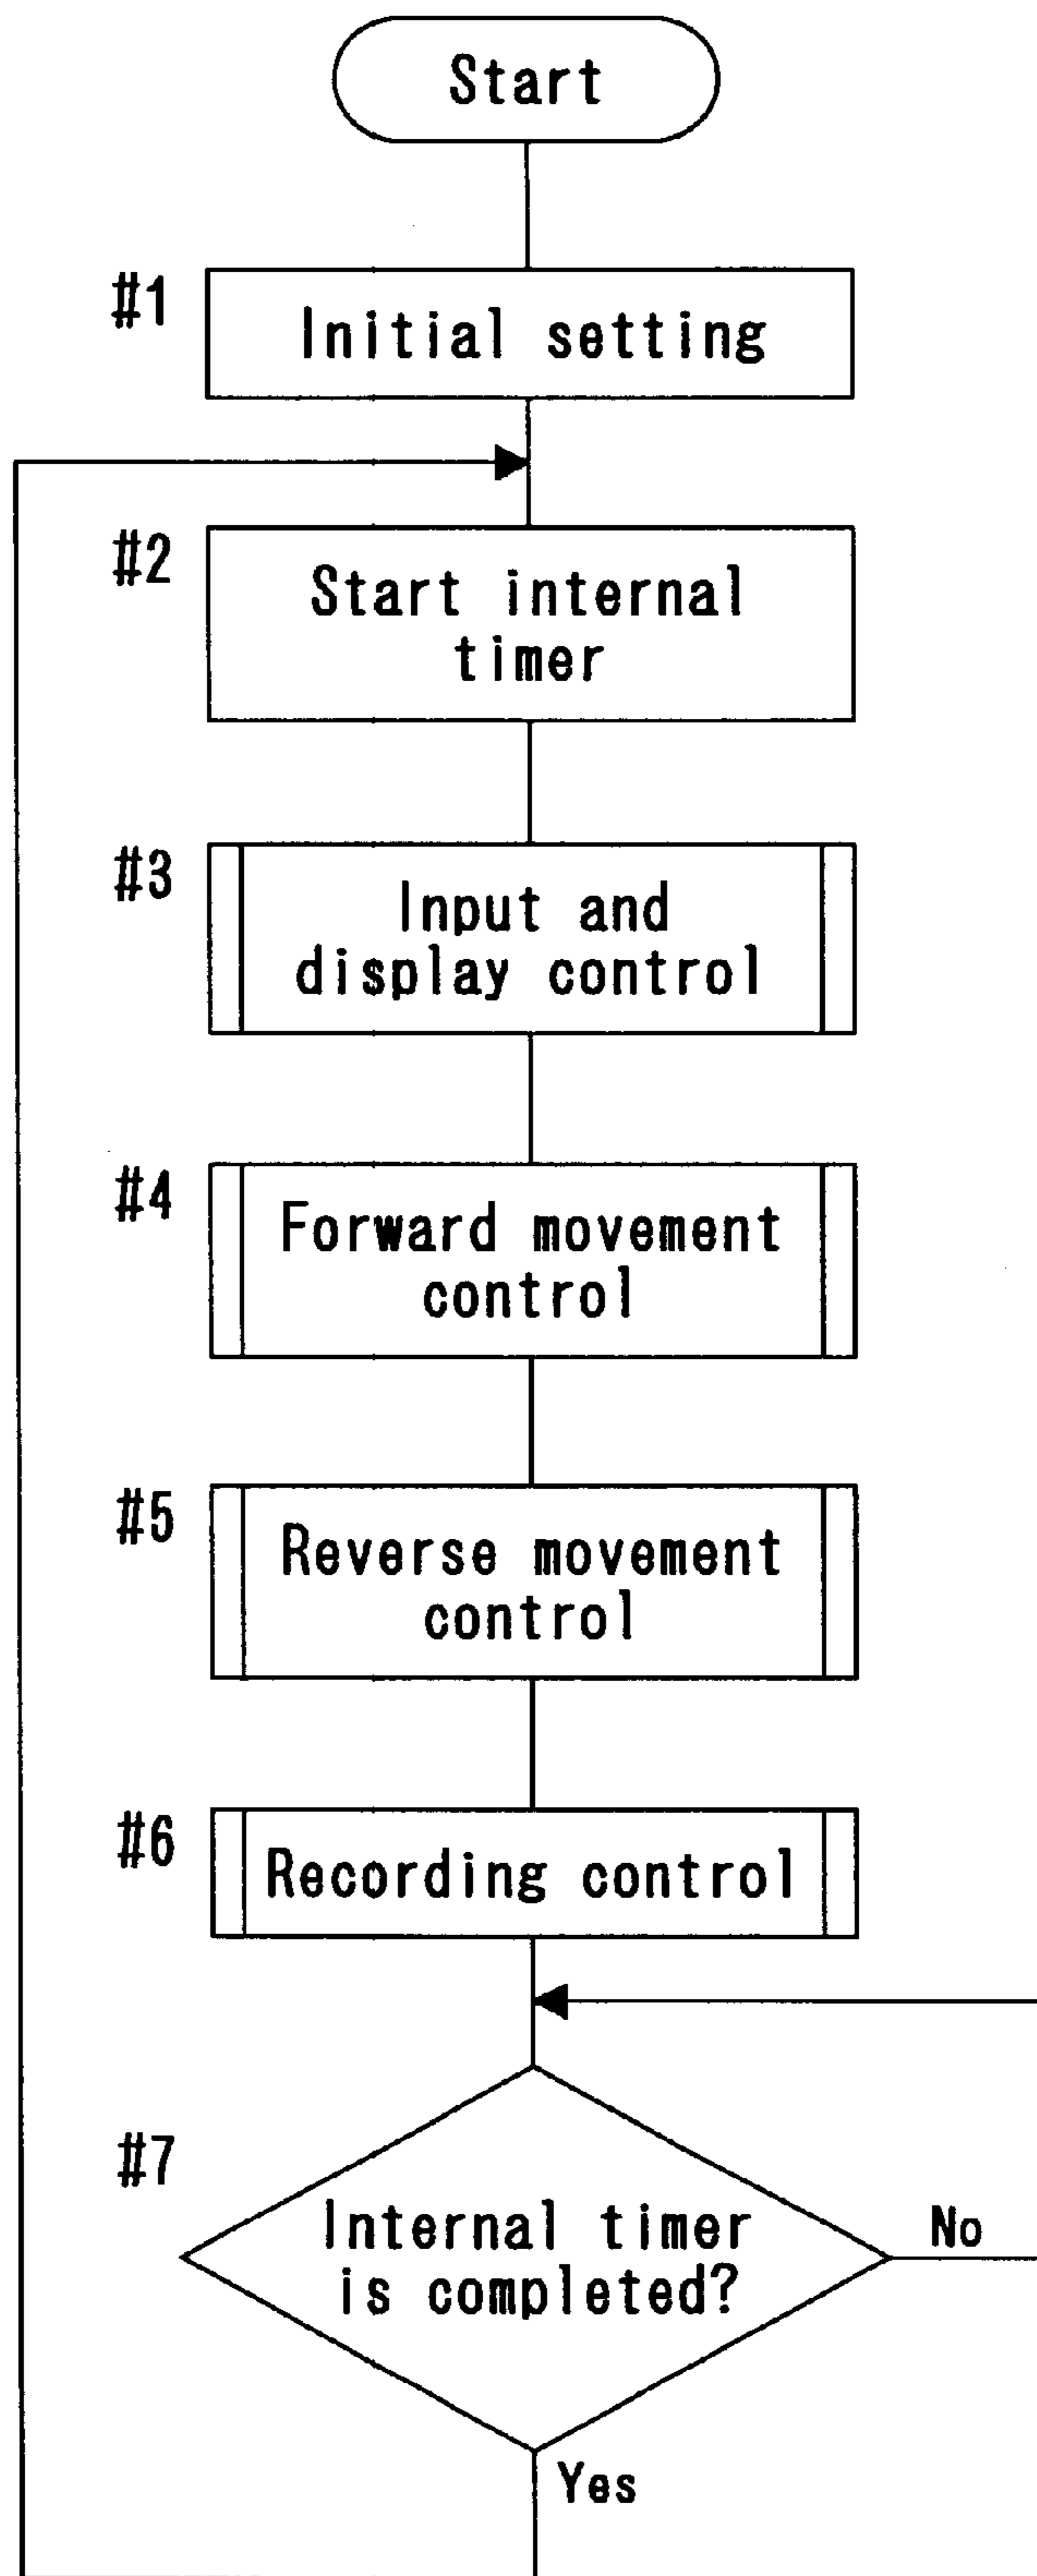 Start
#1
Initial setting
#2
Start internal
timer
#3
Input and
display control
#4
Forward movement
control
#5
Reverse movement
control
#6
Recording control
#7
Internal timer
is completed?
No
Yes